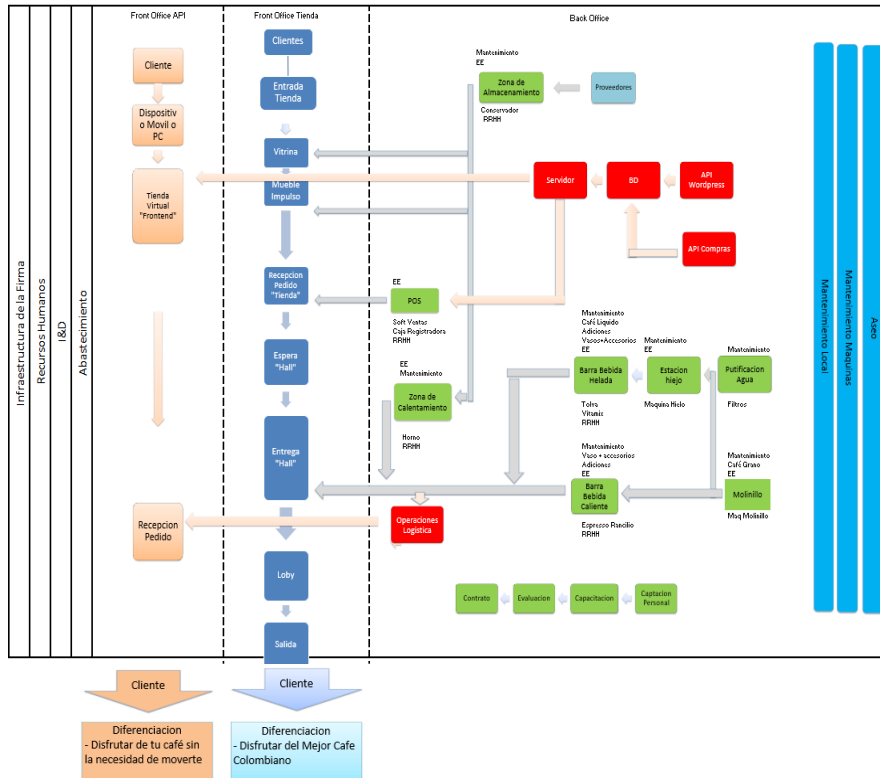 Front Office API
Front Office Tienda
Back Office
Infraestructura de la Firma
Recursos Humanos
I&D
Abastecimiento
Cliente
Dispositiv
o Movil o
PC
Tienda
Virtual
"Frontend"
Recepcion
Pedido
Clientes
Entrada
Tienda
Vitrina
Mueble
Impulso
Recepcion
Pedido
"Tienda"
Espera
"Hall"
Entrega
"Hall"
Loby
Salida
Mantenimiento
EE
Zona de
Almacenamiento
Conservador
RRHH
Proveedores
Servidor
BD
API
Wordpress
API Compras
EE
POS
Soft Ventas
Caja Registradora
RRHH
EE
Mantenimiento
Zona de
Calentamiento
Horno
RRHH
Mantenimiento
Café Liquido
Adiciones
Vasos+Accesorios
EE
Barra Bebida
Helada
Tolva
Vitamix
RRHH
Mantenimiento
EE
Estacion
hiejo
Maquina Hielo
Mantenimiento
Putificacion
Agua
Filtros
Mantenimiento
Vaso + accesorios
Adiciones
EE
Barra
Bebida
Caliente
Espresso Rancilio
RRHH
Mantenimiento
Café Grano
EE
Molinillo
Maq Molinillo
Operaciones
Logistica
Contrato
Evaluacion
Capacitacion
Captacion
Personal
Mantenimiento Local
Mantenimiento Maquinas
Aseo
Cliente
Diferenciacion
- Disfrutar de tu café sin
la necesidad de moverte
Cliente
Diferenciacion
- Disfrutar del Mejor Cafe
Colombiano